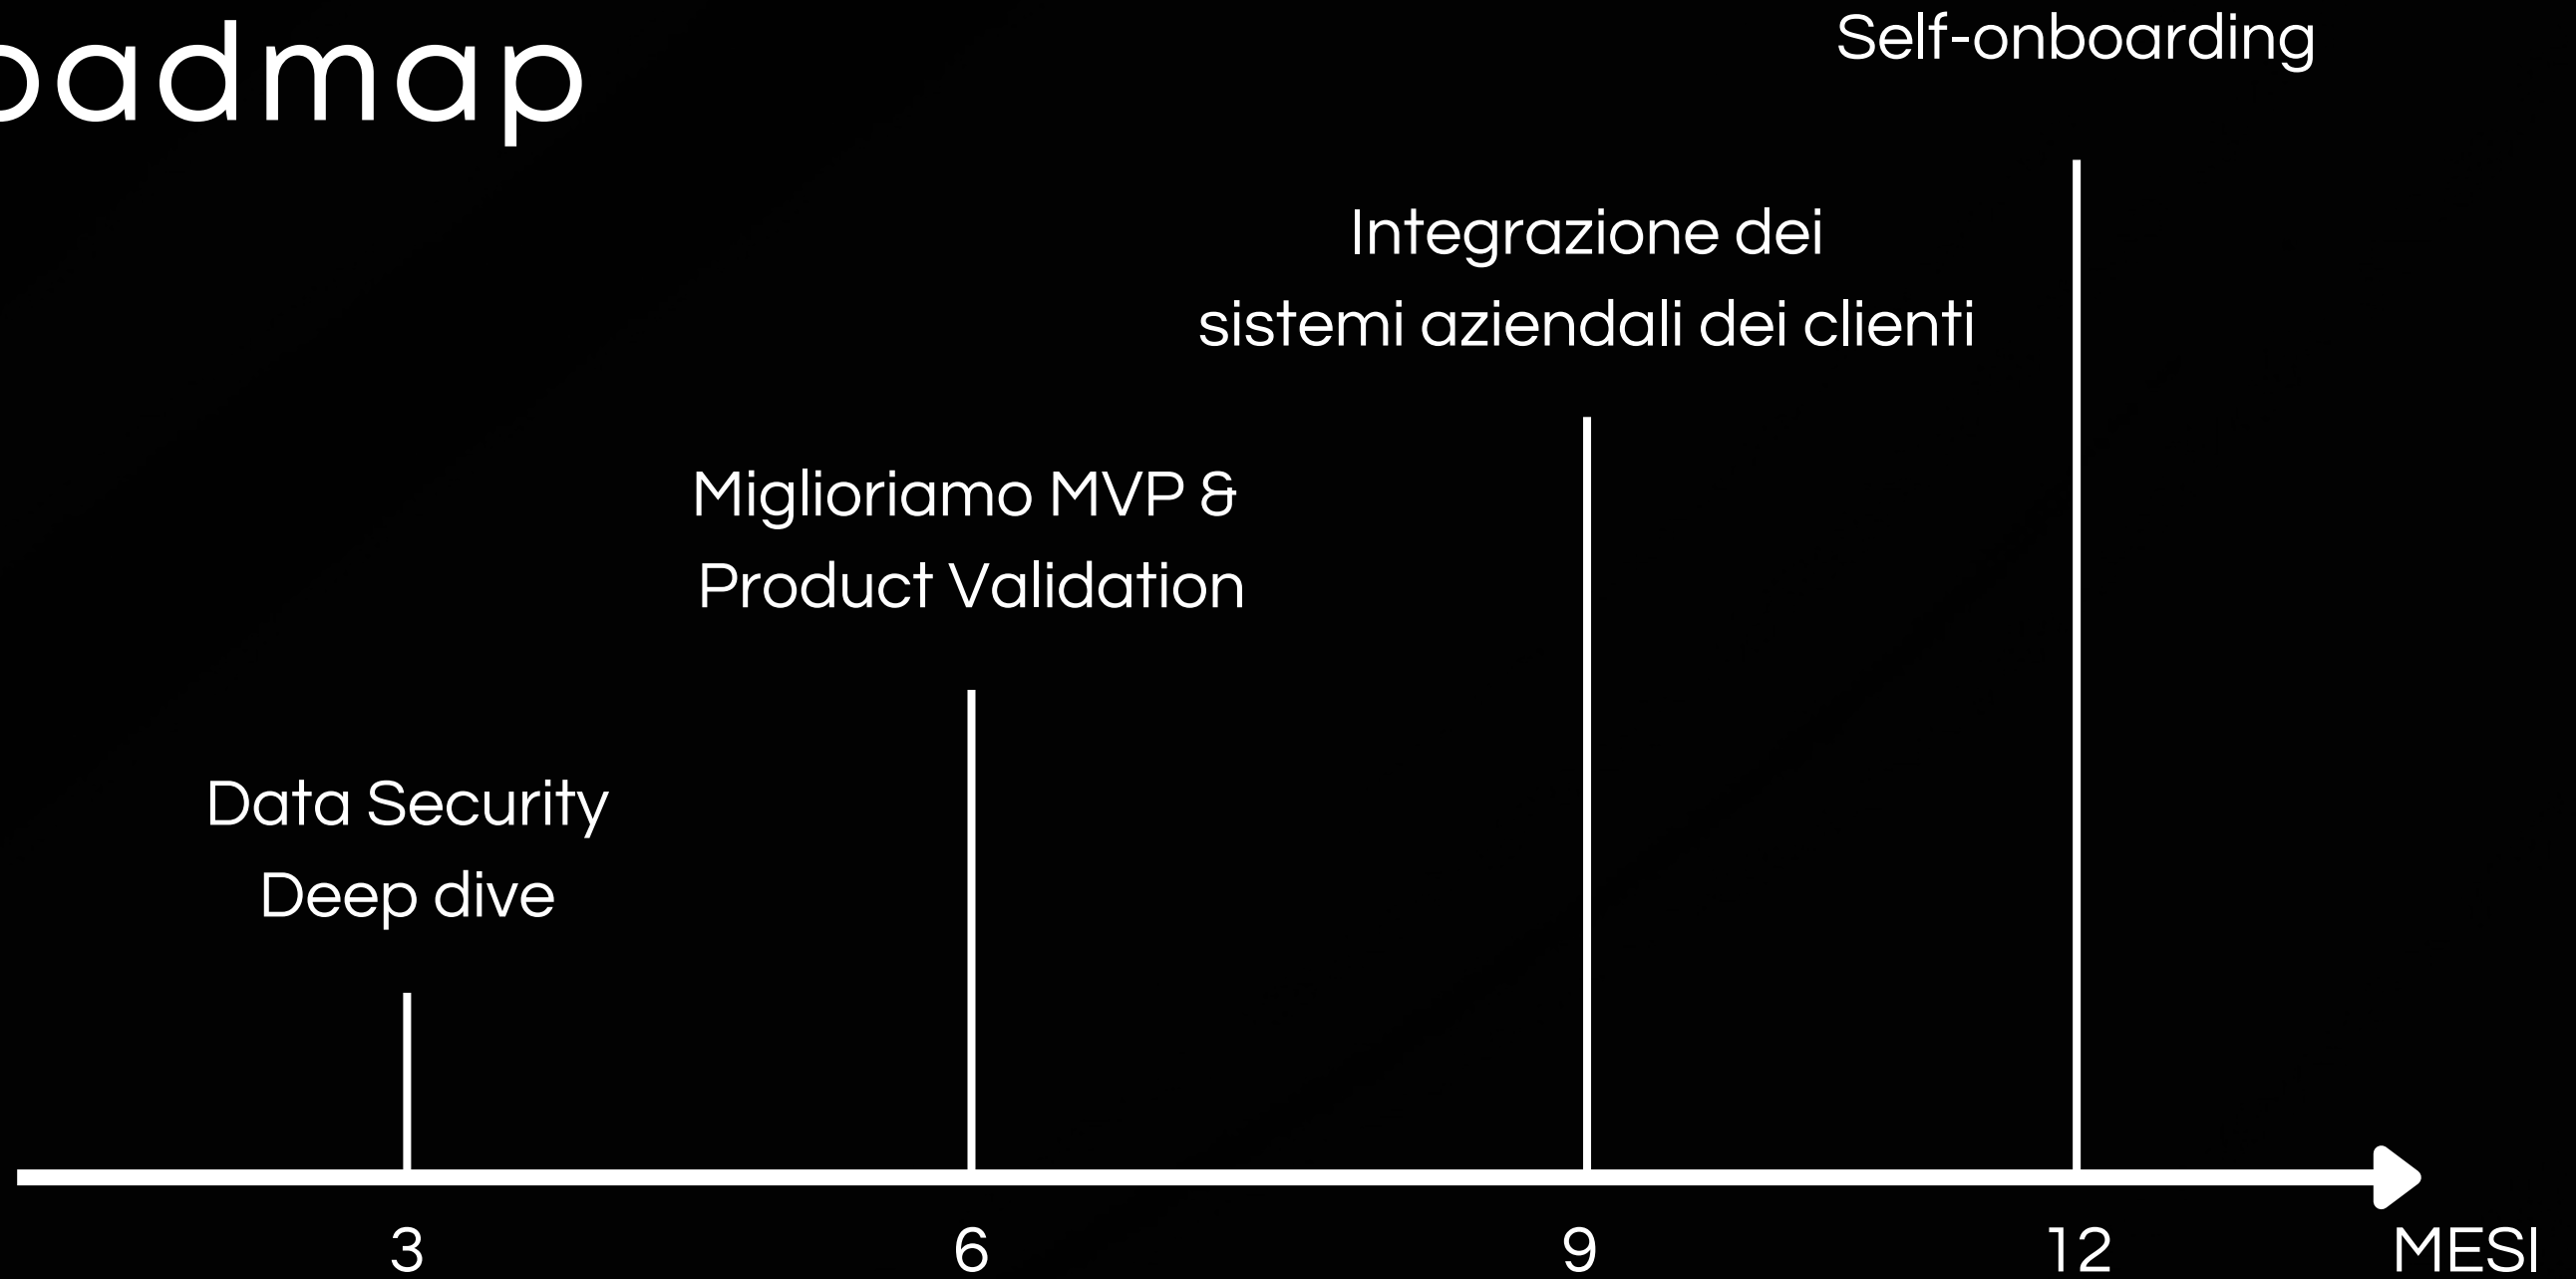 oadmap
Self-onboarding
Integrazione dei
sistemi aziendali dei clienti
Miglioriamo MVP &
Product Validation
Data Security
Deep dive
3
6
9
12
MESI